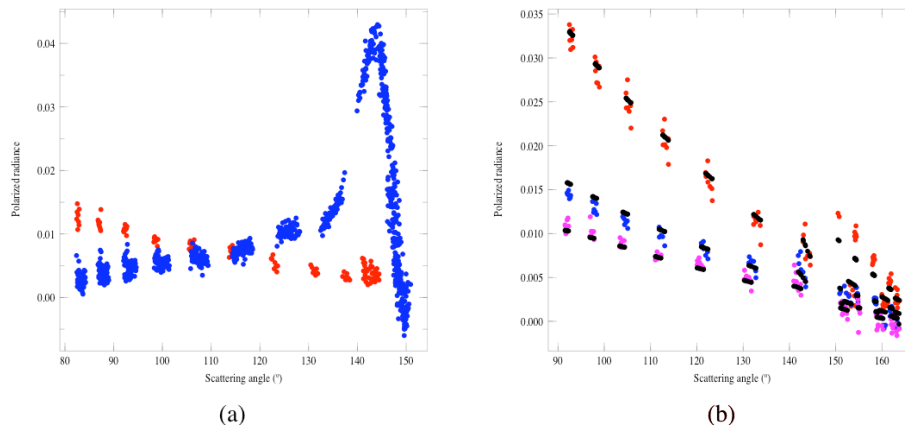 0.04
0.03
0.02
0.01
0.00
Polarized radiance
80 90 100 110 120 130 140 150
Scattering angle (°)
(a)
0.035
0.030
0.025
0.020
0.015
0.010
0.005
0.000
Polarized radiance
90 100 110 120 130 140 150 160
Scattering angle (°)
(b)